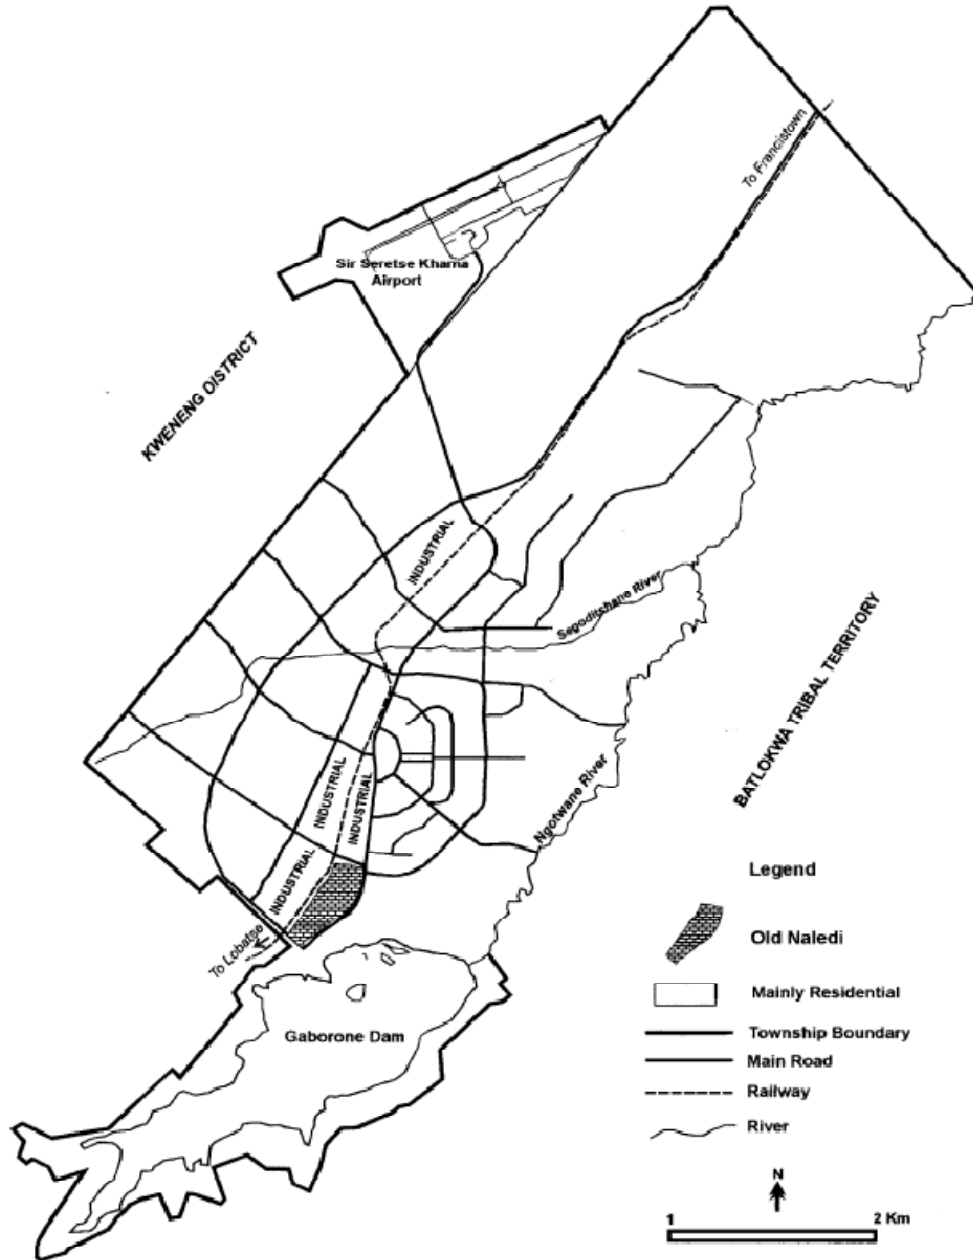 To Francistown
Sir Seretse Khama
Airport
KWENENG DISTRICT
INDUSTRIAL
Segoditshane River
BATLOKWA TRIBAL TERRITORY
INDUSTRIAL
INDUSTRIAL
Ngotwane River
INDUSTRIAL
To Lobatse
Gaborone Dam
Legend
Old Naledi
Mainly Residential
Township Boundary
Main Road
Railway
River
N
1 2 Km